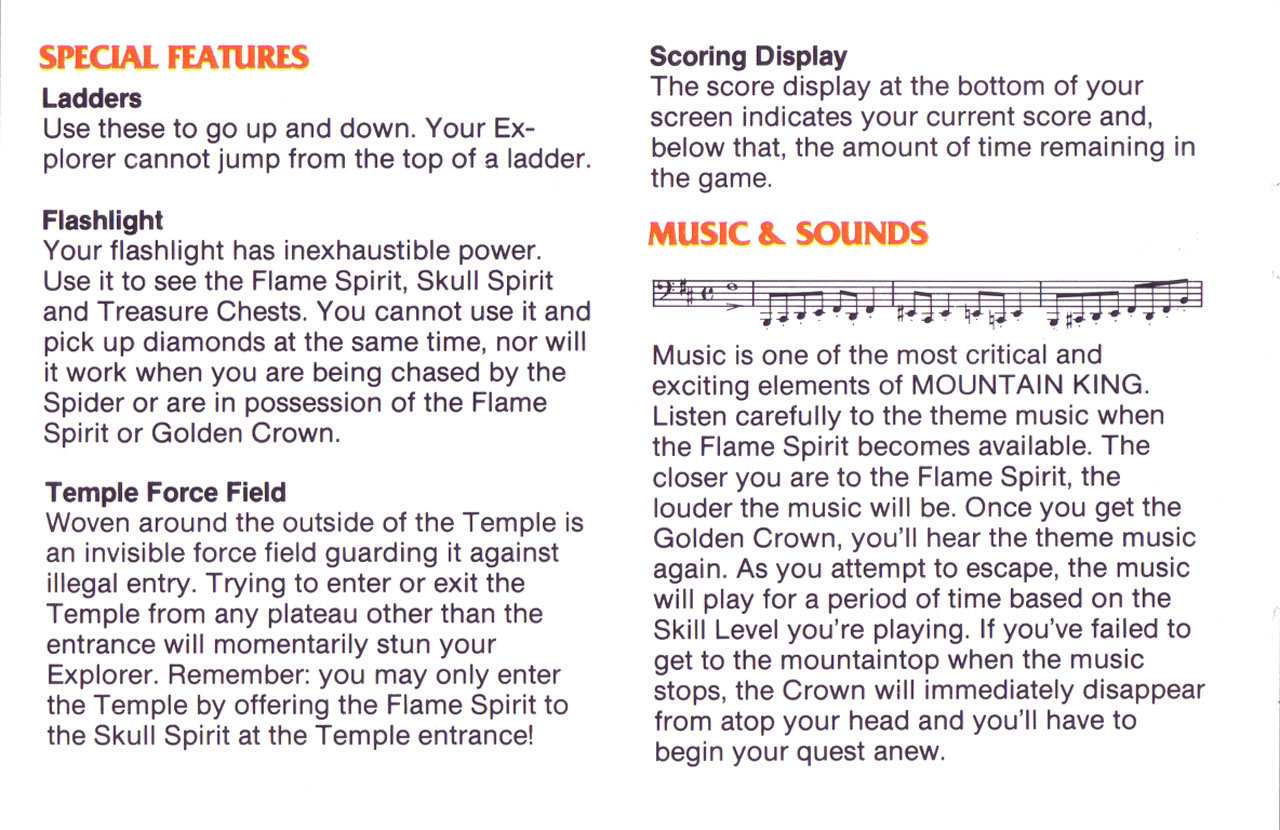 SPECIAL FEATURES
Ladders
Use these to go up and down. Your Ex-
plorer cannot jump from the top of a ladder.
Flashlight
Your flashlight has inexhaustible power.
Use it to see the Flame Spirit, Skull Spirit
and Treasure Chests. You cannot use it and
pick up diamonds at the same time, nor will
it work when you are being chased by the
Spider or are in possession of the Flame
Spirit or Golden Crown.
Temple Force Field
Woven around the outside of the Temple is
an invisible force field guarding it against
illegal entry. Trying to enter or exit the
Temple from any plateau other than the
entrance will momentarily stun your
Explorer. Remember: you may only enter
the Temple by offering the Flame Spirit to
the Skull Spirit at the Temple entrance!
Scoring Display
The score display at the bottom of your
screen indicates your current score and,
below that, the amount of time remaining in
the game.
MUSIC & SOUNDS
Music is one of the most critical and
exciting elements of MOUNTAIN KING.
Listen carefully to the theme music when
the Flame Spirit becomes available. The
closer you are to the Flame Spirit, the
louder the music will be. Once you get the
Golden Crown, you'll hear the theme music
again. As you attempt to escape, the music
will play for a period of time based on the
Skill Level you're playing. If you've failed to
get to the mountaintop when the music
stops, the Crown will immediately disappear
from atop your head and you'll have to
begin your quest anew.